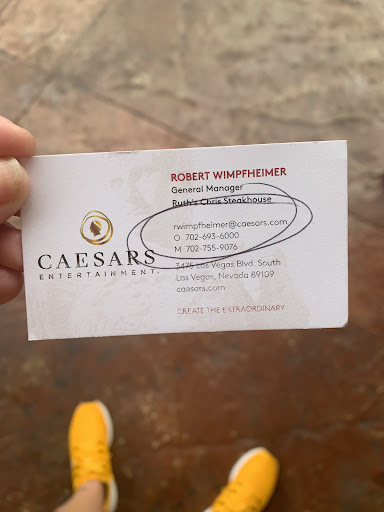 ROBERT WIMPFHEIMER
General Manager
Ruth's Chris Steakhouse
rwimpfheimer@caesars.com
O 702-693-6000
M 702-755-9076
3475 Las Vegas Blvd. South
Las Vegas, Nevada 89109
caesars.com
CREATE THE EXTRAORDINARY
CAESARS
ENTERTAINMENT